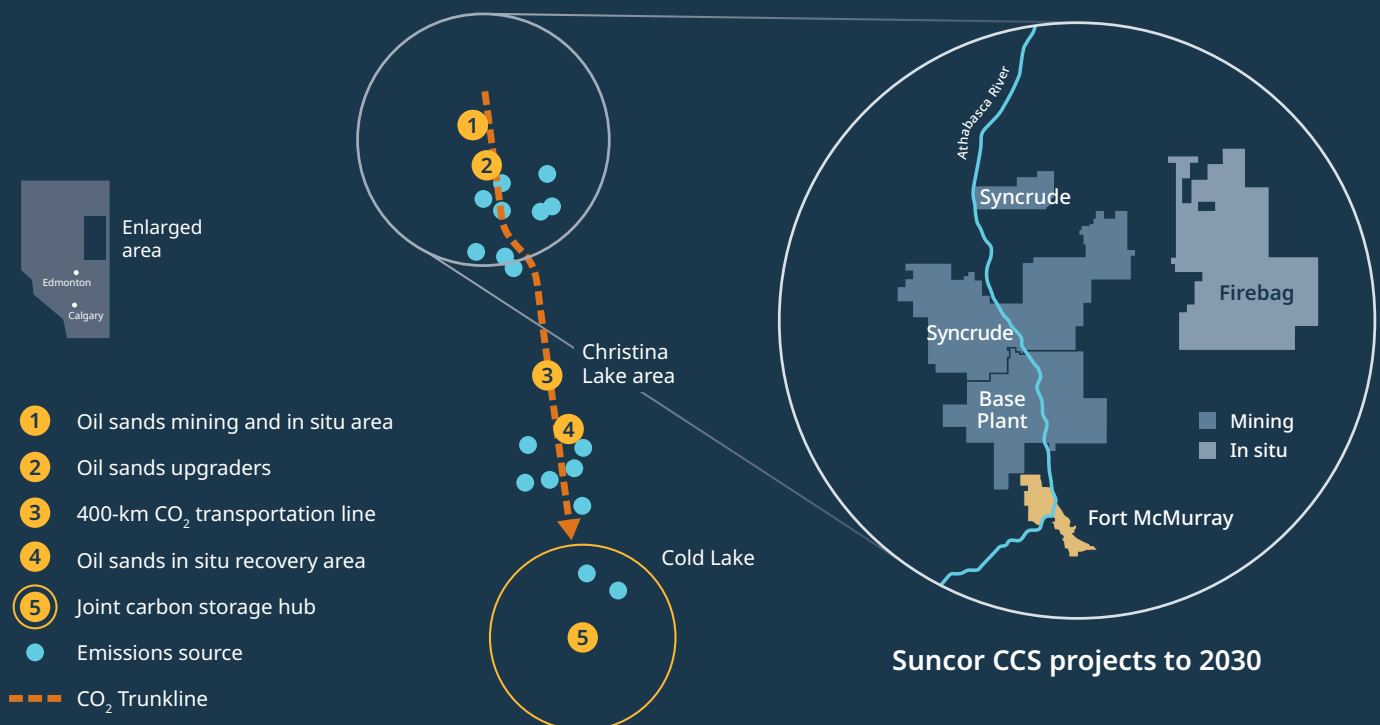 Enlarged
area
Edmonton
Calgary
1 Oil sands mining and in situ area
2 Oil sands upgraders
3 400-km CO₂ transportation line
4 Oil sands in situ recovery area
5 Joint carbon storage hub
Emissions source
CO₂ Trunkline
1
2
3
4
5
Christina
Lake area
Cold Lake
Athabasca River
Syncrude
Firebag
Syncrude
Base
Plant
Mining
In situ
Fort McMurray
Suncor CCS projects to 2030